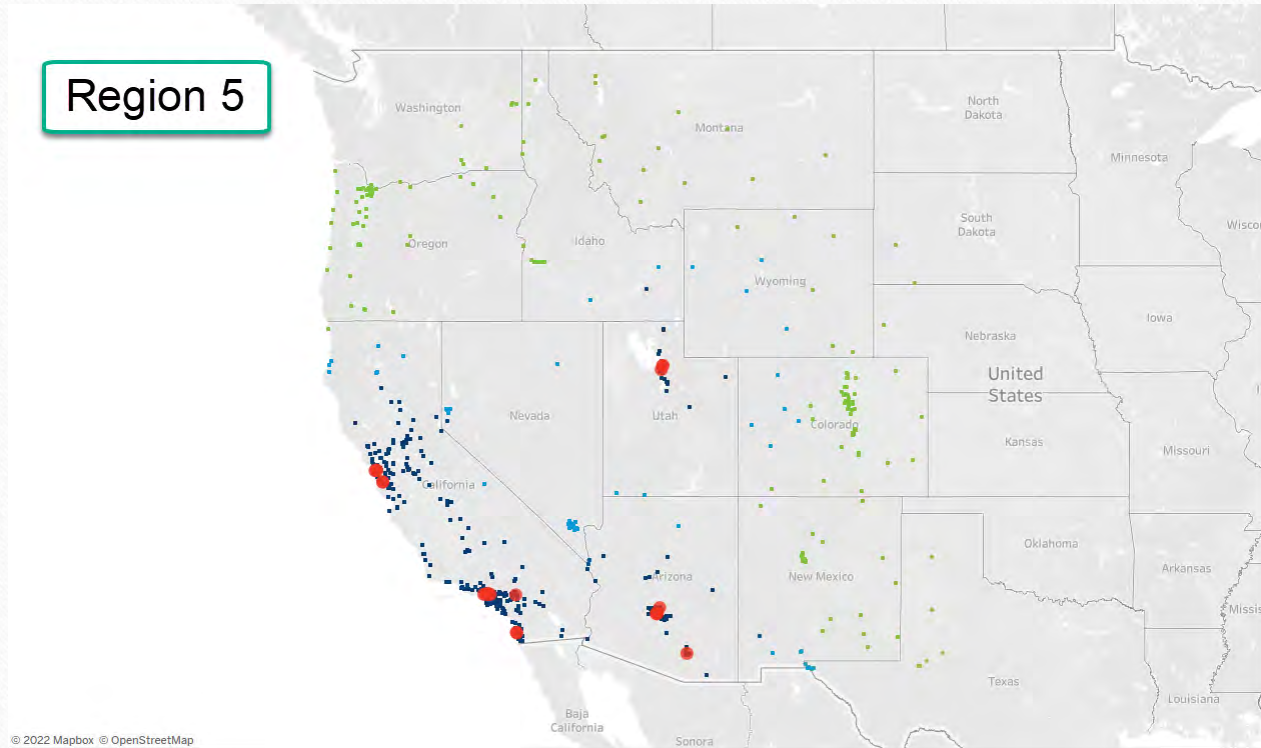 Region 5
Washington
Montana
North
Dakota
Minnesota
Oregon
Idaho
South
Dakota
Wyoming
Iowa
Nebraska
United
States
Nevada
Utah
Colorado
Kansas
Missouri
California
Oklahoma
Arkansas
Arizona
New Mexico
Texas
Louisiana
Baja
California
Sonora
© 2022 Mapbox © OpenStreetMap
Wisco
Missis